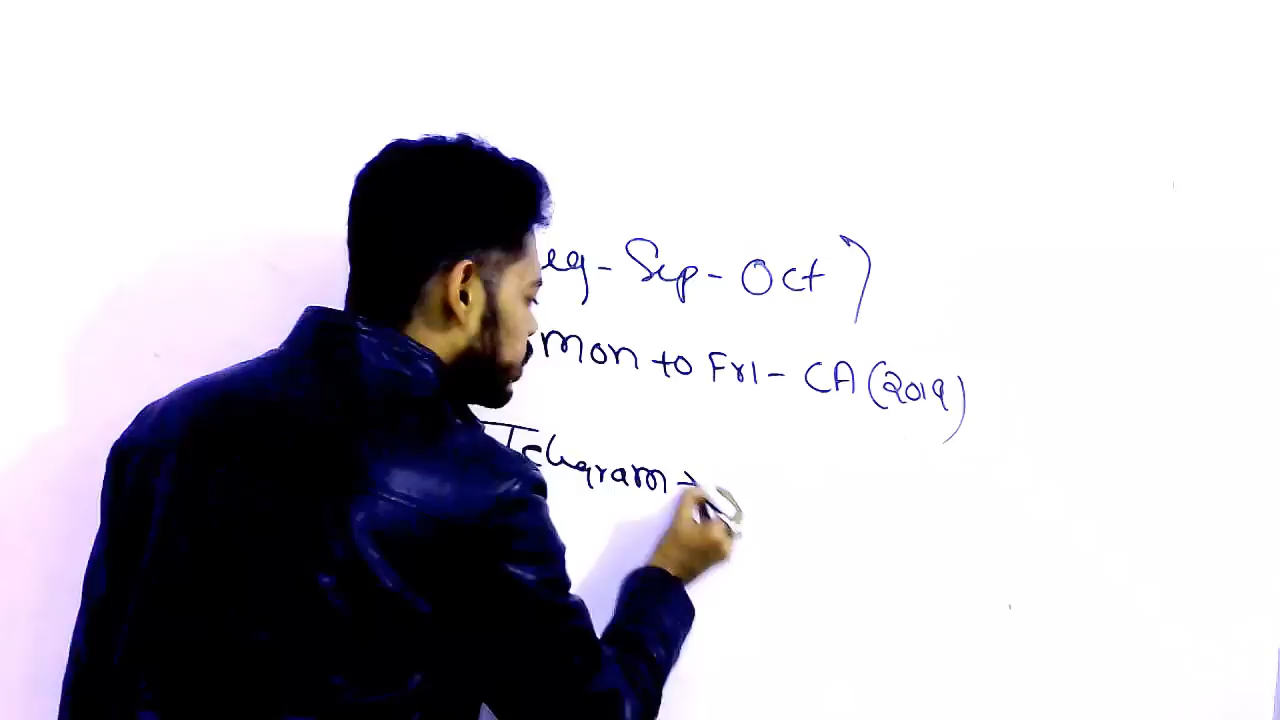 eg - Sep - Oct )
mon to Fri - CA (2019)
Telegram →